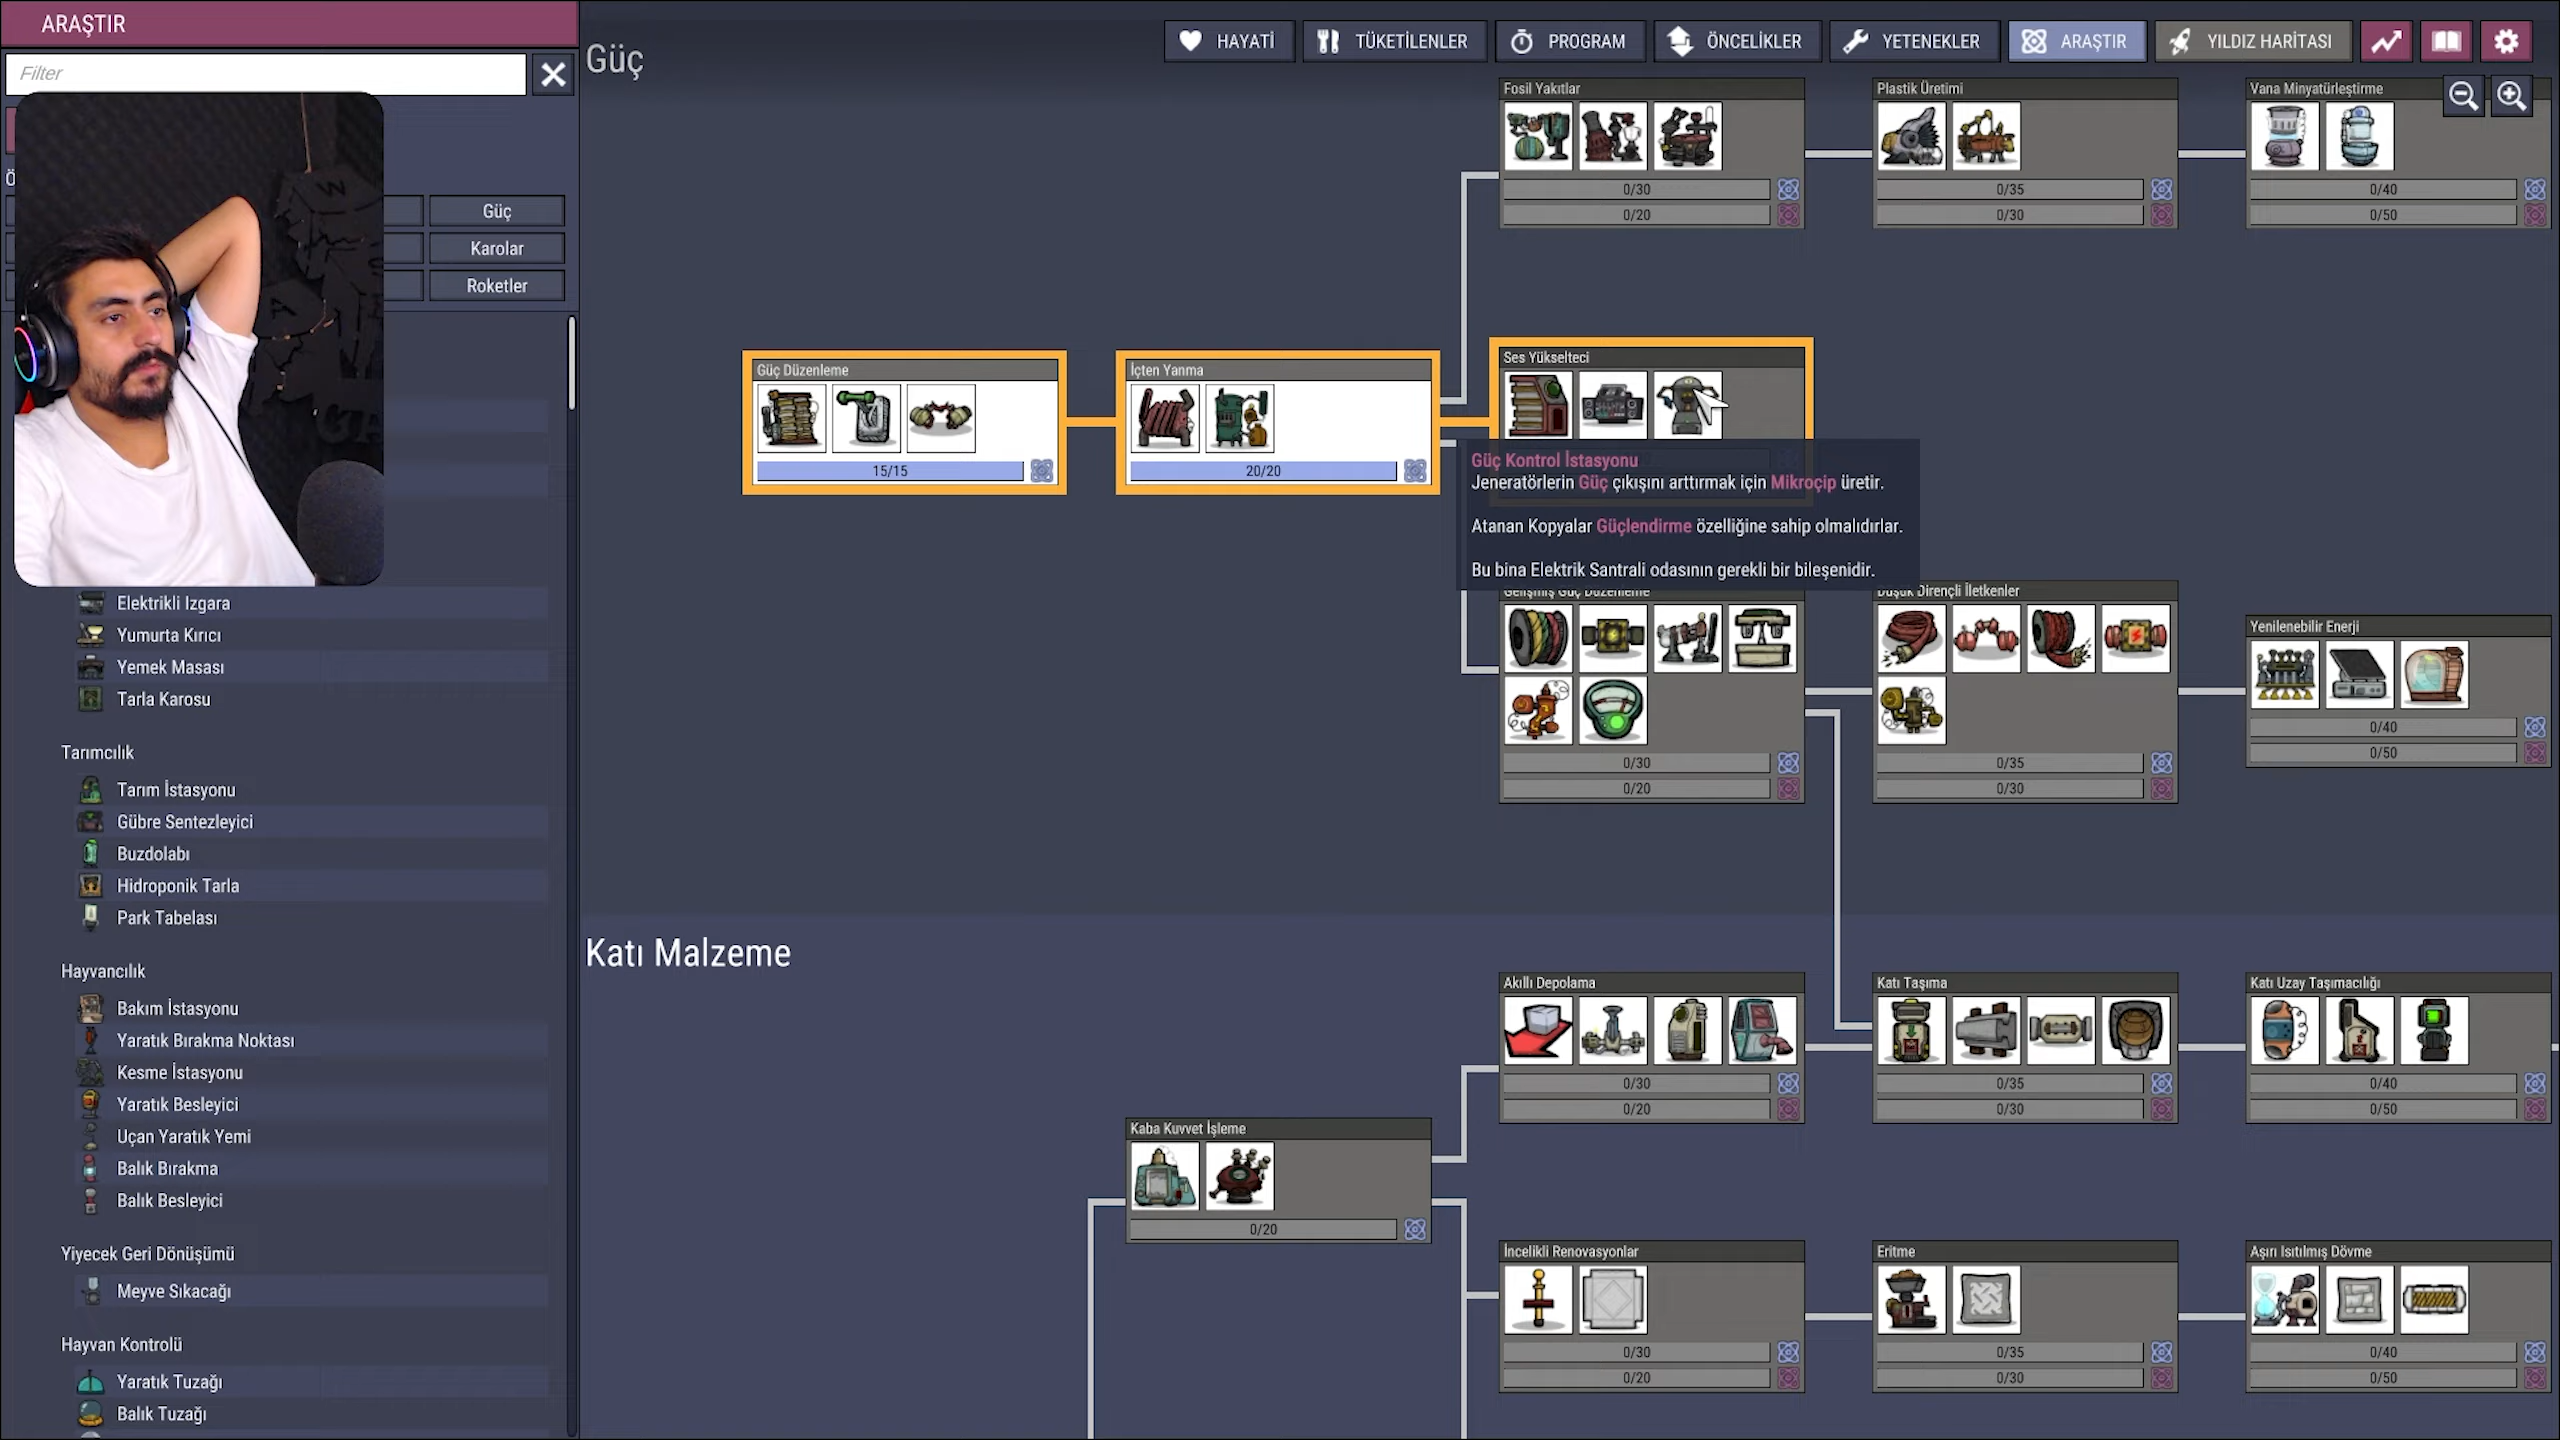 ARAŞTIR
Filter
HAYATİ
TÜKETİLENLER
PROGRAM
ÖNCELİKLER
YETENEKLER
ARAŞTIR
YILDIZ HARİTASI
Güç
Karolar
Roketler
Elektrikli Izgara
Yumurta Kırıcı
Yemek Masası
Tarla Karosu
Tarımcılık
Tarım İstasyonu
Gübre Sentezleyici
Buzdolabı
Hidroponik Tarla
Park Tabelası
Hayvancılık
Bakım İstasyonu
Yaratık Bırakma Noktası
Kesme İstasyonu
Yaratık Besleyici
Uçan Yaratık Yemi
Balık Bırakma
Balık Besleyici
Yiyecek Geri Dönüşümü
Meyve Sıkacağı
Hayvan Kontrolü
Yaratık Tuzağı
Balık Tuzağı
Güç
Fosil Yakıtlar
0/30
0/20
Plastik Üretimi
0/35
0/30
Vana Minyatürleştirme
0/40
0/50
Güç Düzenleme
15/15
İçten Yanma
20/20
Ses Yükselteci
Güç Kontrol İstasyonu
Jeneratörlerin Güç çıkışını arttırmak için Mikroçip üretir.
Atanan Kopyalar Güçlendirme özelliğine sahip olmalıdırlar.
Bu bina Elektrik Santrali odasının gerekli bir bileşenidir.
Gelişmiş Güç Düzenleme
0/30
0/20
Düşük Dirençli İletkenler
0/35
0/30
Yenilenebilir Enerji
0/40
0/50
Katı Malzeme
Akıllı Depolama
0/30
0/20
Katı Taşıma
0/35
0/30
Katı Uzay Taşımacılığı
0/40
0/50
Kaba Kuvvet İşleme
0/20
İncelikli Renovasyonlar
0/30
0/20
Eritme
0/35
0/30
Aşırı Isıtılmış Dövme
0/40
0/50